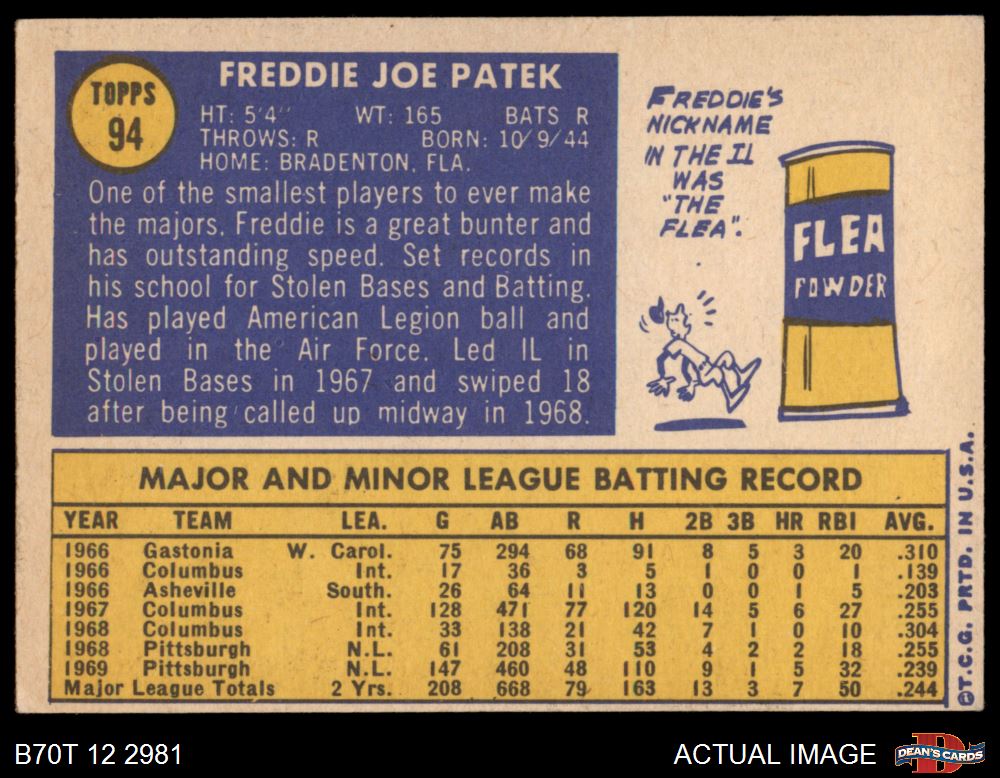 TOPPS
94
FREDDIE JOE PATEK
HT: 5'4" WT: 165 BATS R
THROWS: R BORN: 10/9/44
HOME: BRADENTON, FLA.
One of the smallest players to ever make
the majors, Freddie is a great bunter and
has outstanding speed. Set records in
his school for Stolen Bases and Batting.
Has played American Legion ball and
played in the Air Force. Led IL in
Stolen Bases in 1967 and swiped 18
after being called up midway in 1968.
FREDDIE'S
NICKNAME
IN THE IL
WAS
"THE
FLEA".
FLEA
POWDER
MAJOR AND MINOR LEAGUE BATTING RECORD
YEAR TEAM LEA. G AB R H 2B 3B HR RBI AVG.
1966 Gastonia W. Carol. 75 294 68 91 8 5 3 20 .310
1966 Columbus Int. 17 36 3 5 1 0 0 1 .139
1966 Asheville South. 26 64 11 13 0 0 1 5 .203
1967 Columbus Int. 128 471 77 120 14 5 6 27 .255
1968 Columbus Int. 33 138 21 42 7 1 0 10 .304
1968 Pittsburgh N.L. 61 208 31 53 4 2 2 18 .255
1969 Pittsburgh N.L. 147 460 48 110 9 1 5 32 .239
Major League Totals 2 Yrs. 208 668 79 163 13 3 7 50 .244
©T.C.G. PRTD. IN U.S.A.
B70T 12 2981
ACTUAL IMAGE
DEAN'S CARDS